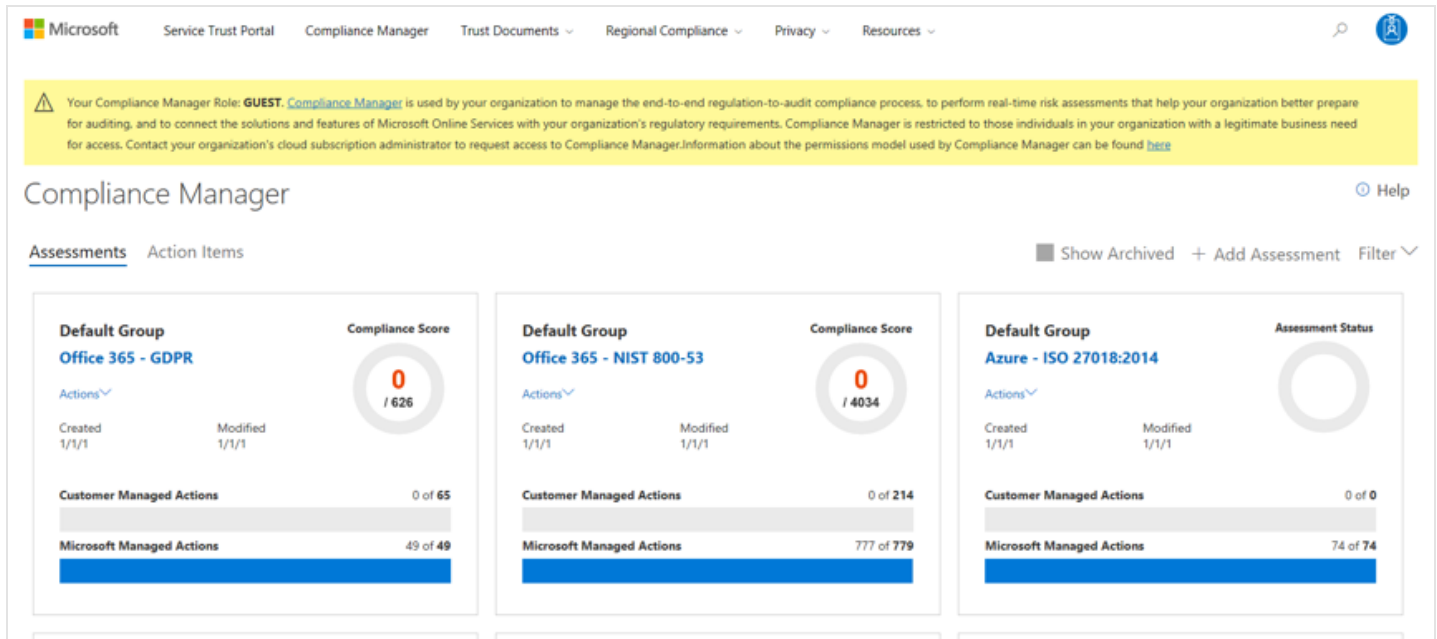 Microsoft Service Trust Portal Compliance Manager Trust Documents Regional Compliance Privacy Resources
Your Compliance Manager Role: GUEST. Compliance Manager is used by your organization to manage the end-to-end regulation-to-audit compliance process, to perform real-time risk assessments that help your organization better prepare
for auditing, and to connect the solutions and features of Microsoft Online Services with your organization's regulatory requirements. Compliance Manager is restricted to those individuals in your organization with a legitimate business need
for access. Contact your organization's cloud subscription administrator to request access to Compliance Manager.Information about the permissions model used by Compliance Manager can be found here
Compliance Manager
Help
Assessments Action Items
Show Archived + Add Assessment Filter
Default Group
Compliance Score
Office 365 - GDPR
0
/ 626
Actions
Created Modified
1/1/1 1/1/1
Customer Managed Actions 0 of 65
Microsoft Managed Actions 49 of 49
Default Group
Compliance Score
Office 365 - NIST 800-53
0
/ 4034
Actions
Created Modified
1/1/1 1/1/1
Customer Managed Actions 0 of 214
Microsoft Managed Actions 777 of 779
Default Group
Assessment Status
Azure - ISO 27018:2014
Actions
Created Modified
1/1/1 1/1/1
Customer Managed Actions 0 of 0
Microsoft Managed Actions 74 of 74